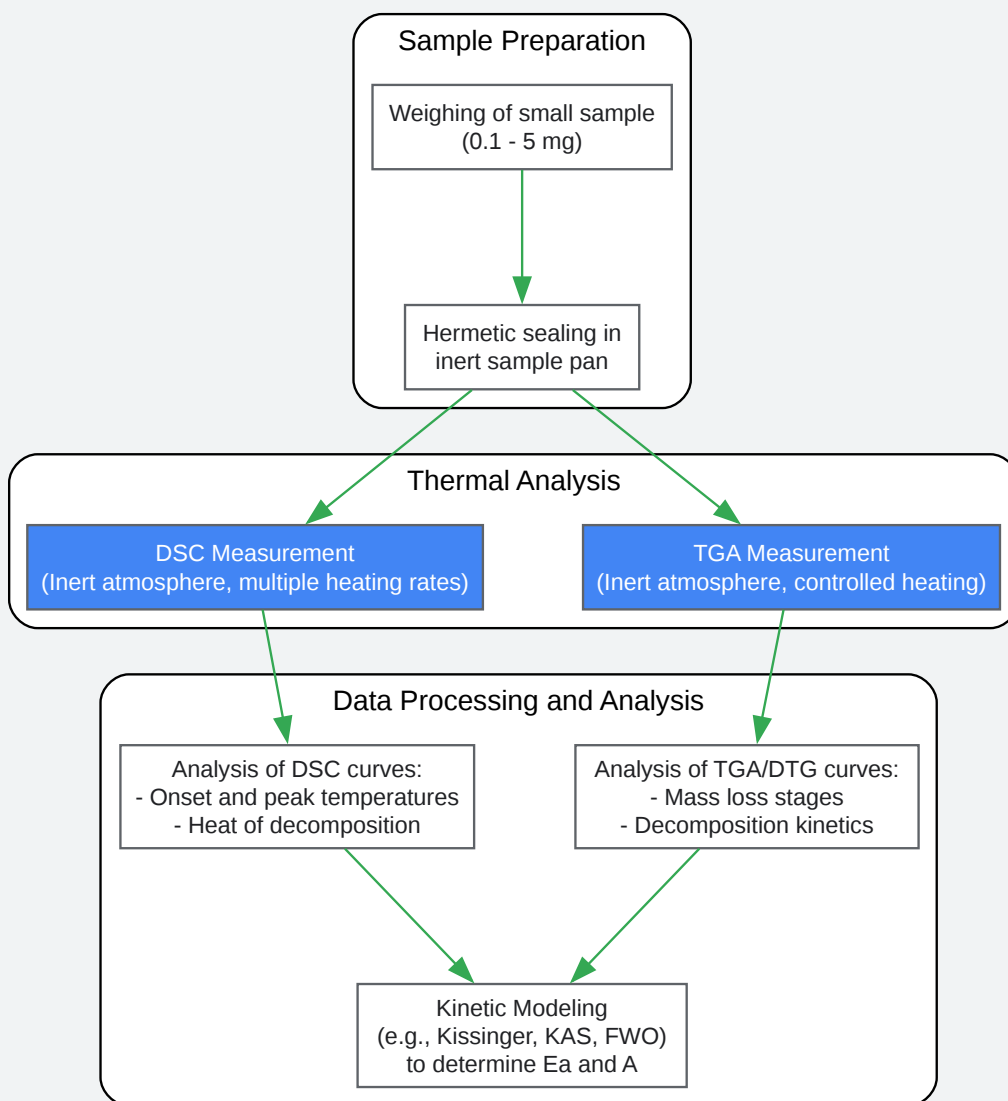 Sample Preparation
Weighing of small sample
(0.1 - 5 mg)
Hermetic sealing in
inert sample pan
Thermal Analysis
DSC Measurement
(Inert atmosphere, multiple heating rates)
TGA Measurement
(Inert atmosphere, controlled heating)
Data Processing and Analysis
Analysis of DSC curves:
- Onset and peak temperatures
- Heat of decomposition
Analysis of TGA/DTG curves:
- Mass loss stages
- Decomposition kinetics
Kinetic Modeling
(e.g., Kissinger, KAS, FWO)
to determine Ea and A